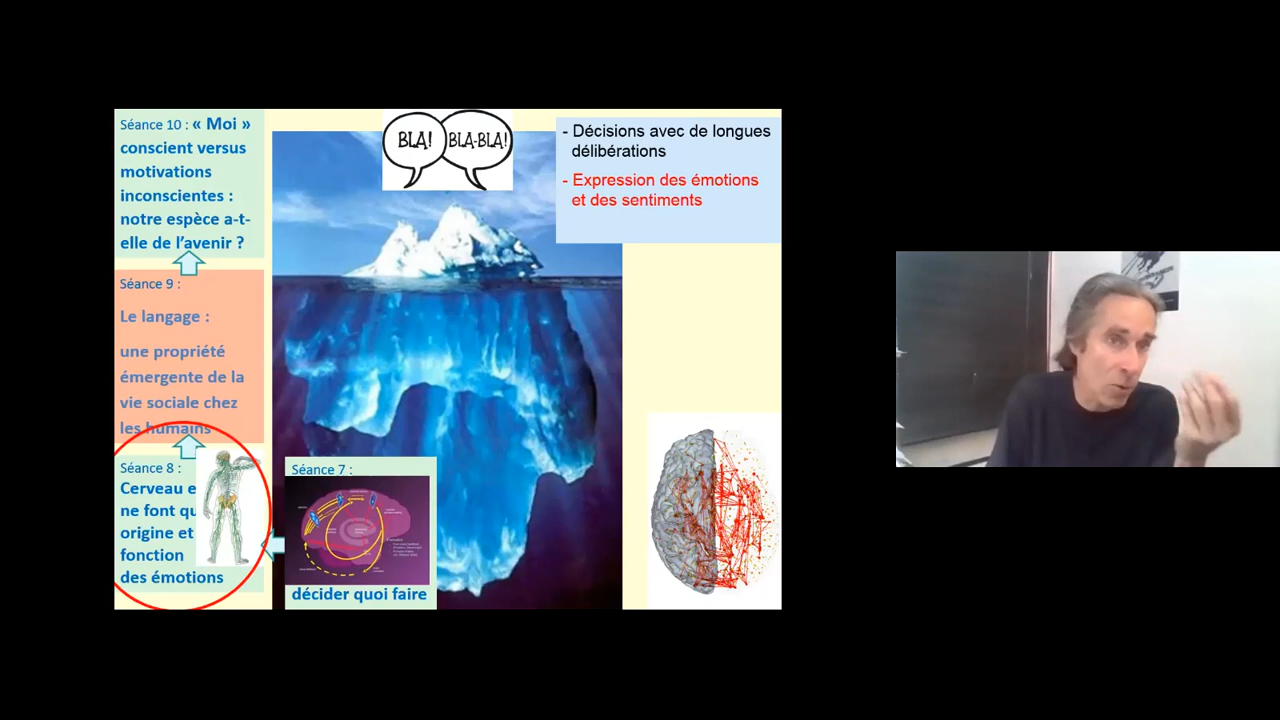 Séance 10 : « Moi »
conscient versus
motivations
inconscientes :
notre espèce a-t-
elle de l'avenir ?
Séance 9 :
Le langage :
une propriété
émergente de la
vie sociale chez
les humains
Séance 8 :
Cerveau e
ne font qu
origine et
fonction
des émotions
BLA!
BLA-BLA!
- Décisions avec de longues
délibérations
- Expression des émotions
et des sentiments
Séance 7 :
décider quoi faire